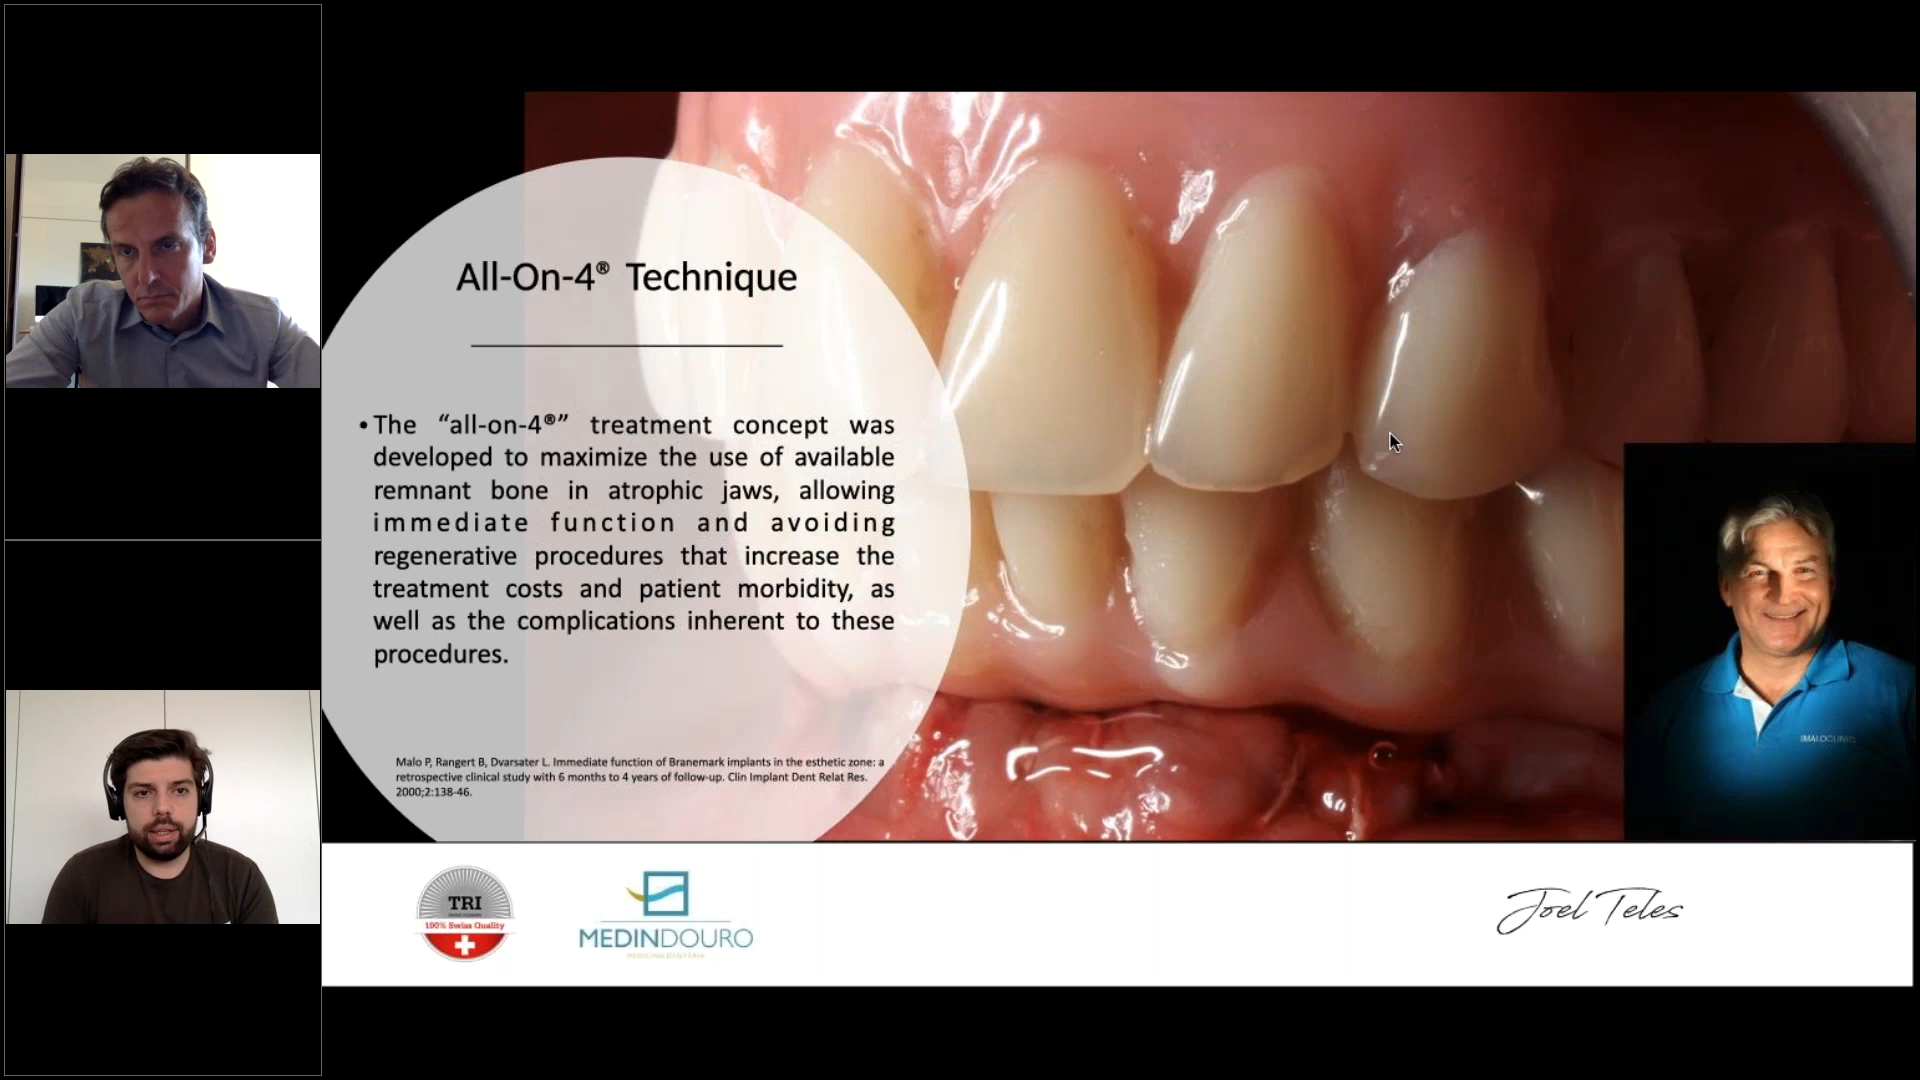 All-On-4® Technique
• The “all-on-4®” treatment concept was
developed to maximize the use of available
remnant bone in atrophic jaws, allowing
immediate function and avoiding
regenerative procedures that increase the
treatment costs and patient morbidity, as
well as the complications inherent to these
procedures.
Malo P, Rangert B, Dvarsater L. Immediate function of Branemark implants in the esthetic zone: a
retrospective clinical study with 6 months to 4 years of follow-up. Clin Implant Dent Relat Res.
2000;2:138-46.
MALOCLINIC
TRI
100% Swiss Quality
MEDINDOURO
Joel Teles